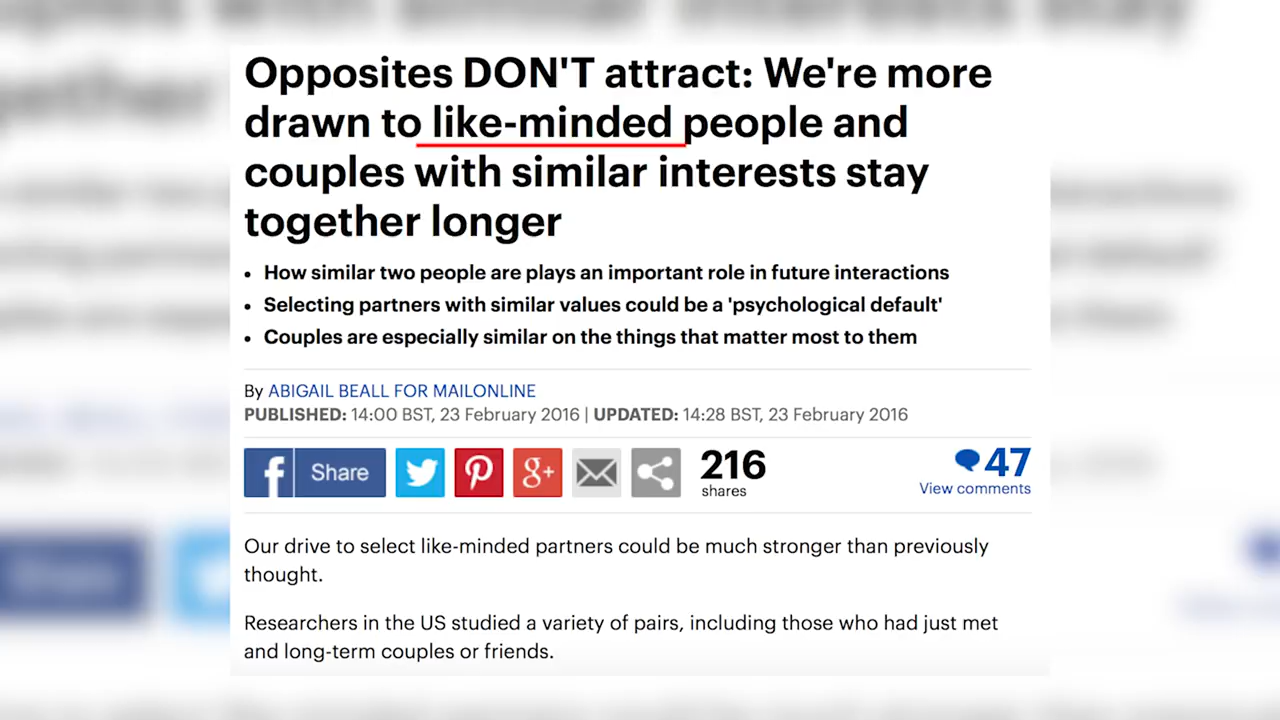 Opposites DON'T attract: We're more
drawn to like-minded people and
couples with similar interests stay
together longer
• How similar two people are plays an important role in future interactions
• Selecting partners with similar values could be a 'psychological default'
• Couples are especially similar on the things that matter most to them
By ABIGAIL BEALL FOR MAILONLINE
PUBLISHED: 14:00 BST, 23 February 2016 | UPDATED: 14:28 BST, 23 February 2016
f Share g+ 216 shares 47 View comments
Our drive to select like-minded partners could be much stronger than previously
thought.
Researchers in the US studied a variety of pairs, including those who had just met
and long-term couples or friends.